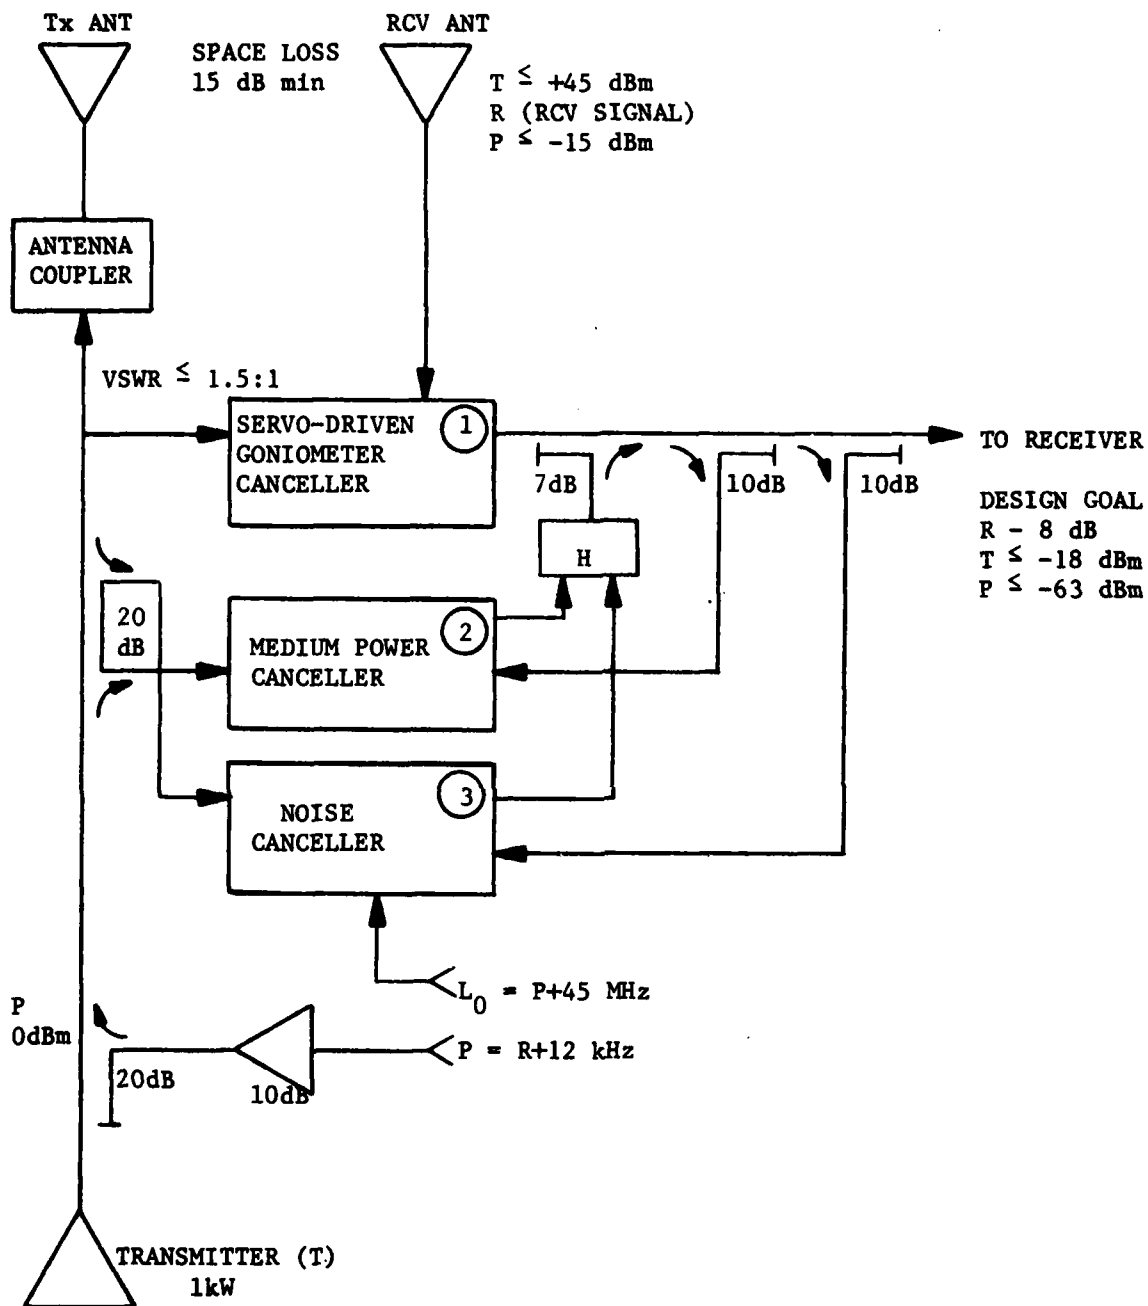 Tx ANT
RCV ANT
SPACE LOSS
15 dB min
T ≤ +45 dBm
R (RCV SIGNAL)
P ≤ -15 dBm
ANTENNA
COUPLER
VSWR ≤ 1.5:1
SERVO-DRIVEN
GONIOMETER
CANCELLER
1
TO RECEIVER
7dB
10dB
10dB
DESIGN GOAL
R - 8 dB
T ≤ -18 dBm
P ≤ -63 dBm
H
20
dB
MEDIUM POWER
CANCELLER
2
NOISE
CANCELLER
3
L0 = P+45 MHz
P
0dBm
P = R+12 kHz
20dB
10dB
TRANSMITTER (T)
1kW